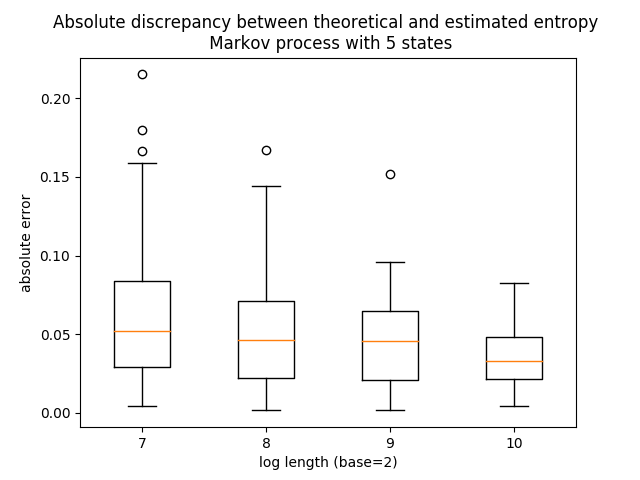 Absolute discrepancy between theoretical and estimated entropy
Markov process with 5 states
0.20
0.15
0.10
0.05
0.00
absolute error
7 8 9 10
log length (base=2)